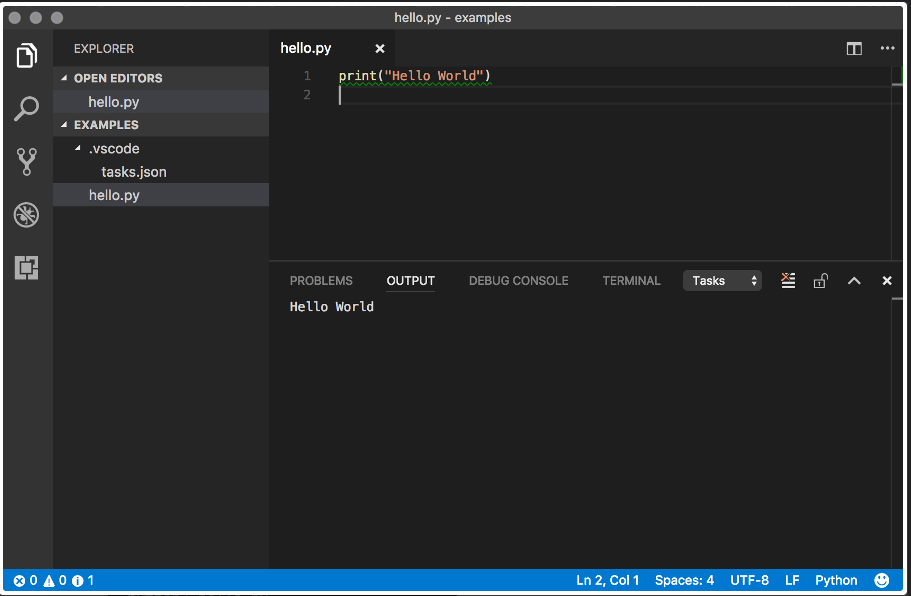 hello.py - examples
EXPLORER
OPEN EDITORS
hello.py
EXAMPLES
.vscode
tasks.json
hello.py
hello.py
1 print("Hello World")
2
PROBLEMS OUTPUT DEBUG CONSOLE TERMINAL Tasks
Hello World
0 0 1 Ln 2, Col 1 Spaces: 4 UTF-8 LF Python